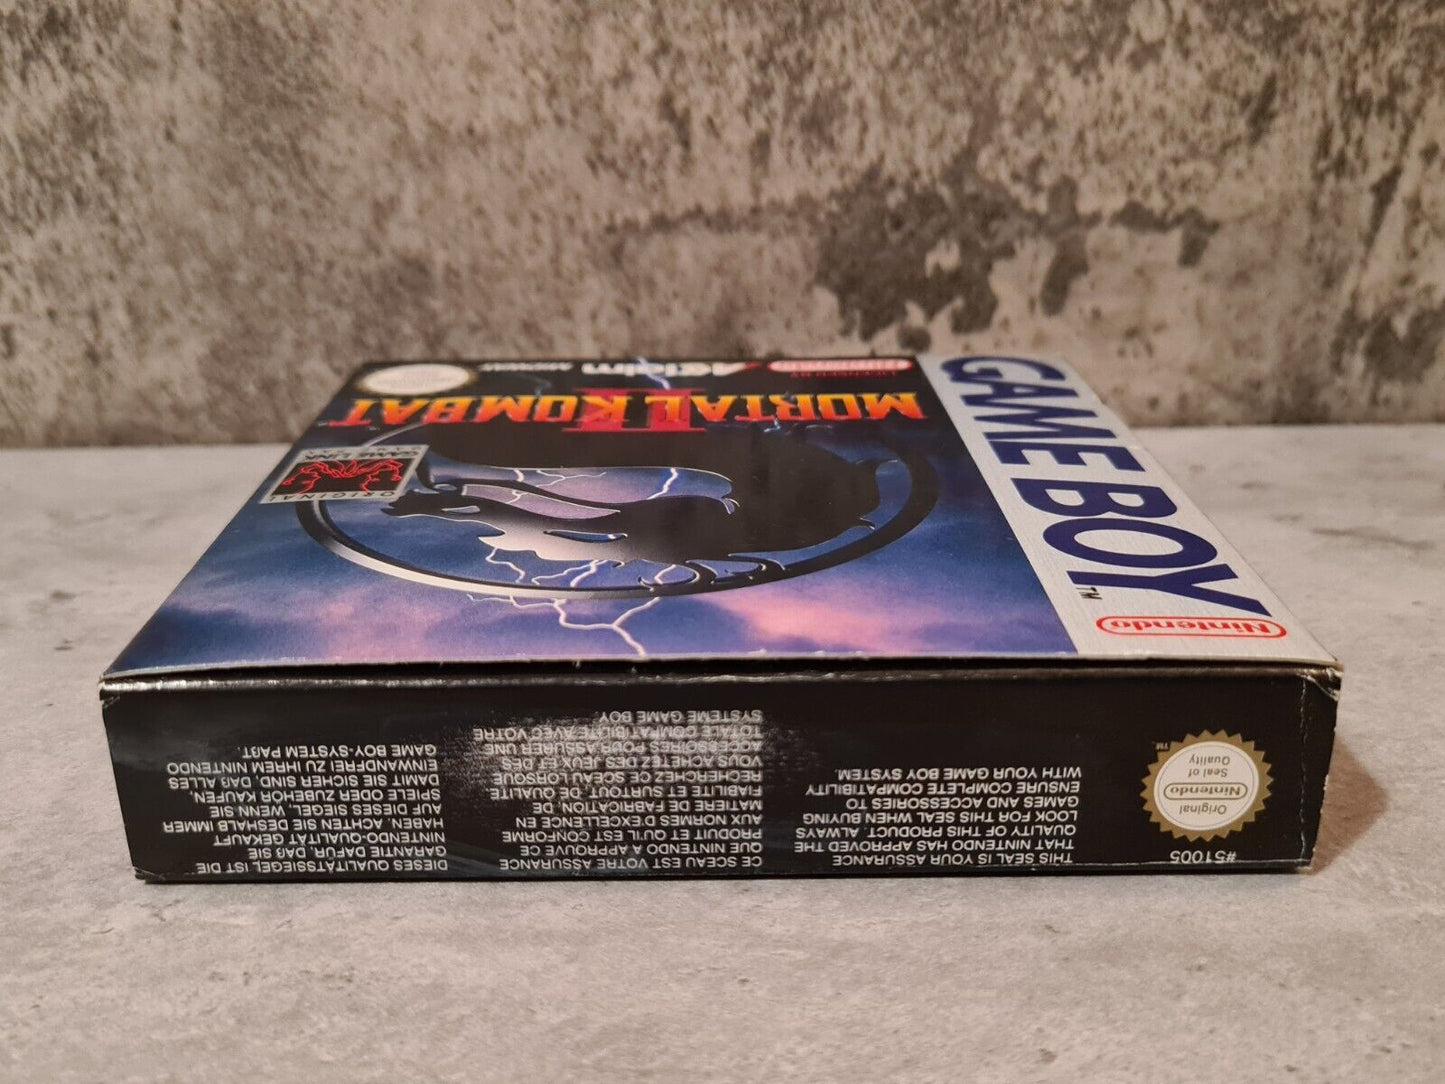 GAME BOY
TM
Nintendo
Acclaim
MIDWAY
MORTAL KOMBAT
II
ORIGINAL
GAME LINK
#51005
Original
Nintendo
Seal of
Quality
TM
THIS SEAL IS YOUR ASSURANCE
THAT NINTENDO HAS APPROVED THE
QUALITY OF THIS PRODUCT. ALWAYS
LOOK FOR THIS SEAL WHEN BUYING
GAMES AND ACCESSORIES TO
ENSURE COMPLETE COMPATIBILITY
WITH YOUR GAME BOY SYSTEM.
CE SCEAU EST VOTRE ASSURANCE
QUE NINTENDO A APPROUVE CE
PRODUIT ET QU'IL EST CONFORME
AUX NORMES D'EXCELLENCE EN
MATIERE DE FABRICATION, DE
FIABILITE ET SURTOUT, DE QUALITE
RECHERCHEZ CE SCEAU LORSQUE
VOUS ACHETEZ DES JEUX ET DES
ACCESSOIRES POUR ASSURER UNE
TOTALE COMPATIBILITE AVEC VOTRE
SYSTEME GAME BOY
DIESES QUALITÄTSSIEGEL IST DIE
GARANTIE DAFÜR, DAß SIE
NINTENDO-QUALITÄT GEKAUFT
HABEN. ACHTEN SIE DESHALB IMMER
AUF DIESES SIEGEL, WENN SIE
SPIELE ODER ZUBEHÖR KAUFEN,
DAMIT SIE SICHER SIND, DAß ALLES
EINWANDFREI ZU IHREM NINTENDO
GAME BOY-SYSTEM PAßT.